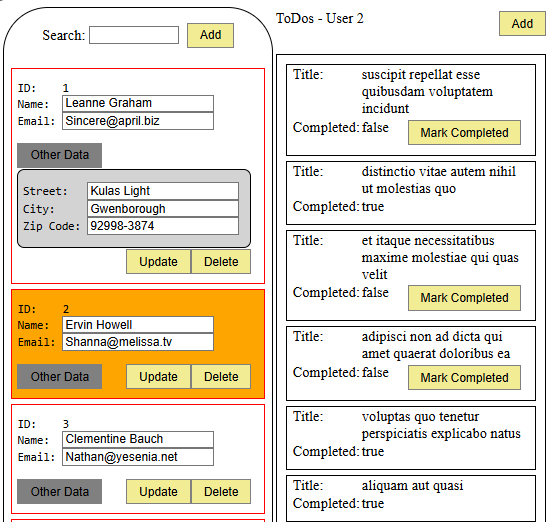 Search:
Add
ID: 1
Name: Leanne Graham
Email: Sincere@april.biz
Other Data
Street: Kulas Light
City: Gwenborough
Zip Code: 92998-3874
Update Delete
ID: 2
Name: Ervin Howell
Email: Shanna@melissa.tv
Other Data Update Delete
ID: 3
Name: Clementine Bauch
Email: Nathan@yesenia.net
Other Data Update Delete
ToDos - User 2
Add
Title: suscipit repellat esse
quibusdam voluptatem
incidunt
Completed: false Mark Completed
Title: distinctio vitae autem nihil
ut molestias quo
Completed: true
Title: et itaque necessitatibus
maxime molestiae qui quas
velit
Completed: false Mark Completed
Title: adipisci non ad dicta qui
amet quaerat doloribus ea
Completed: false Mark Completed
Title: voluptas quo tenetur
perspiciatis explicabo natus
Completed: true
Title: aliquam aut quasi
Completed: true